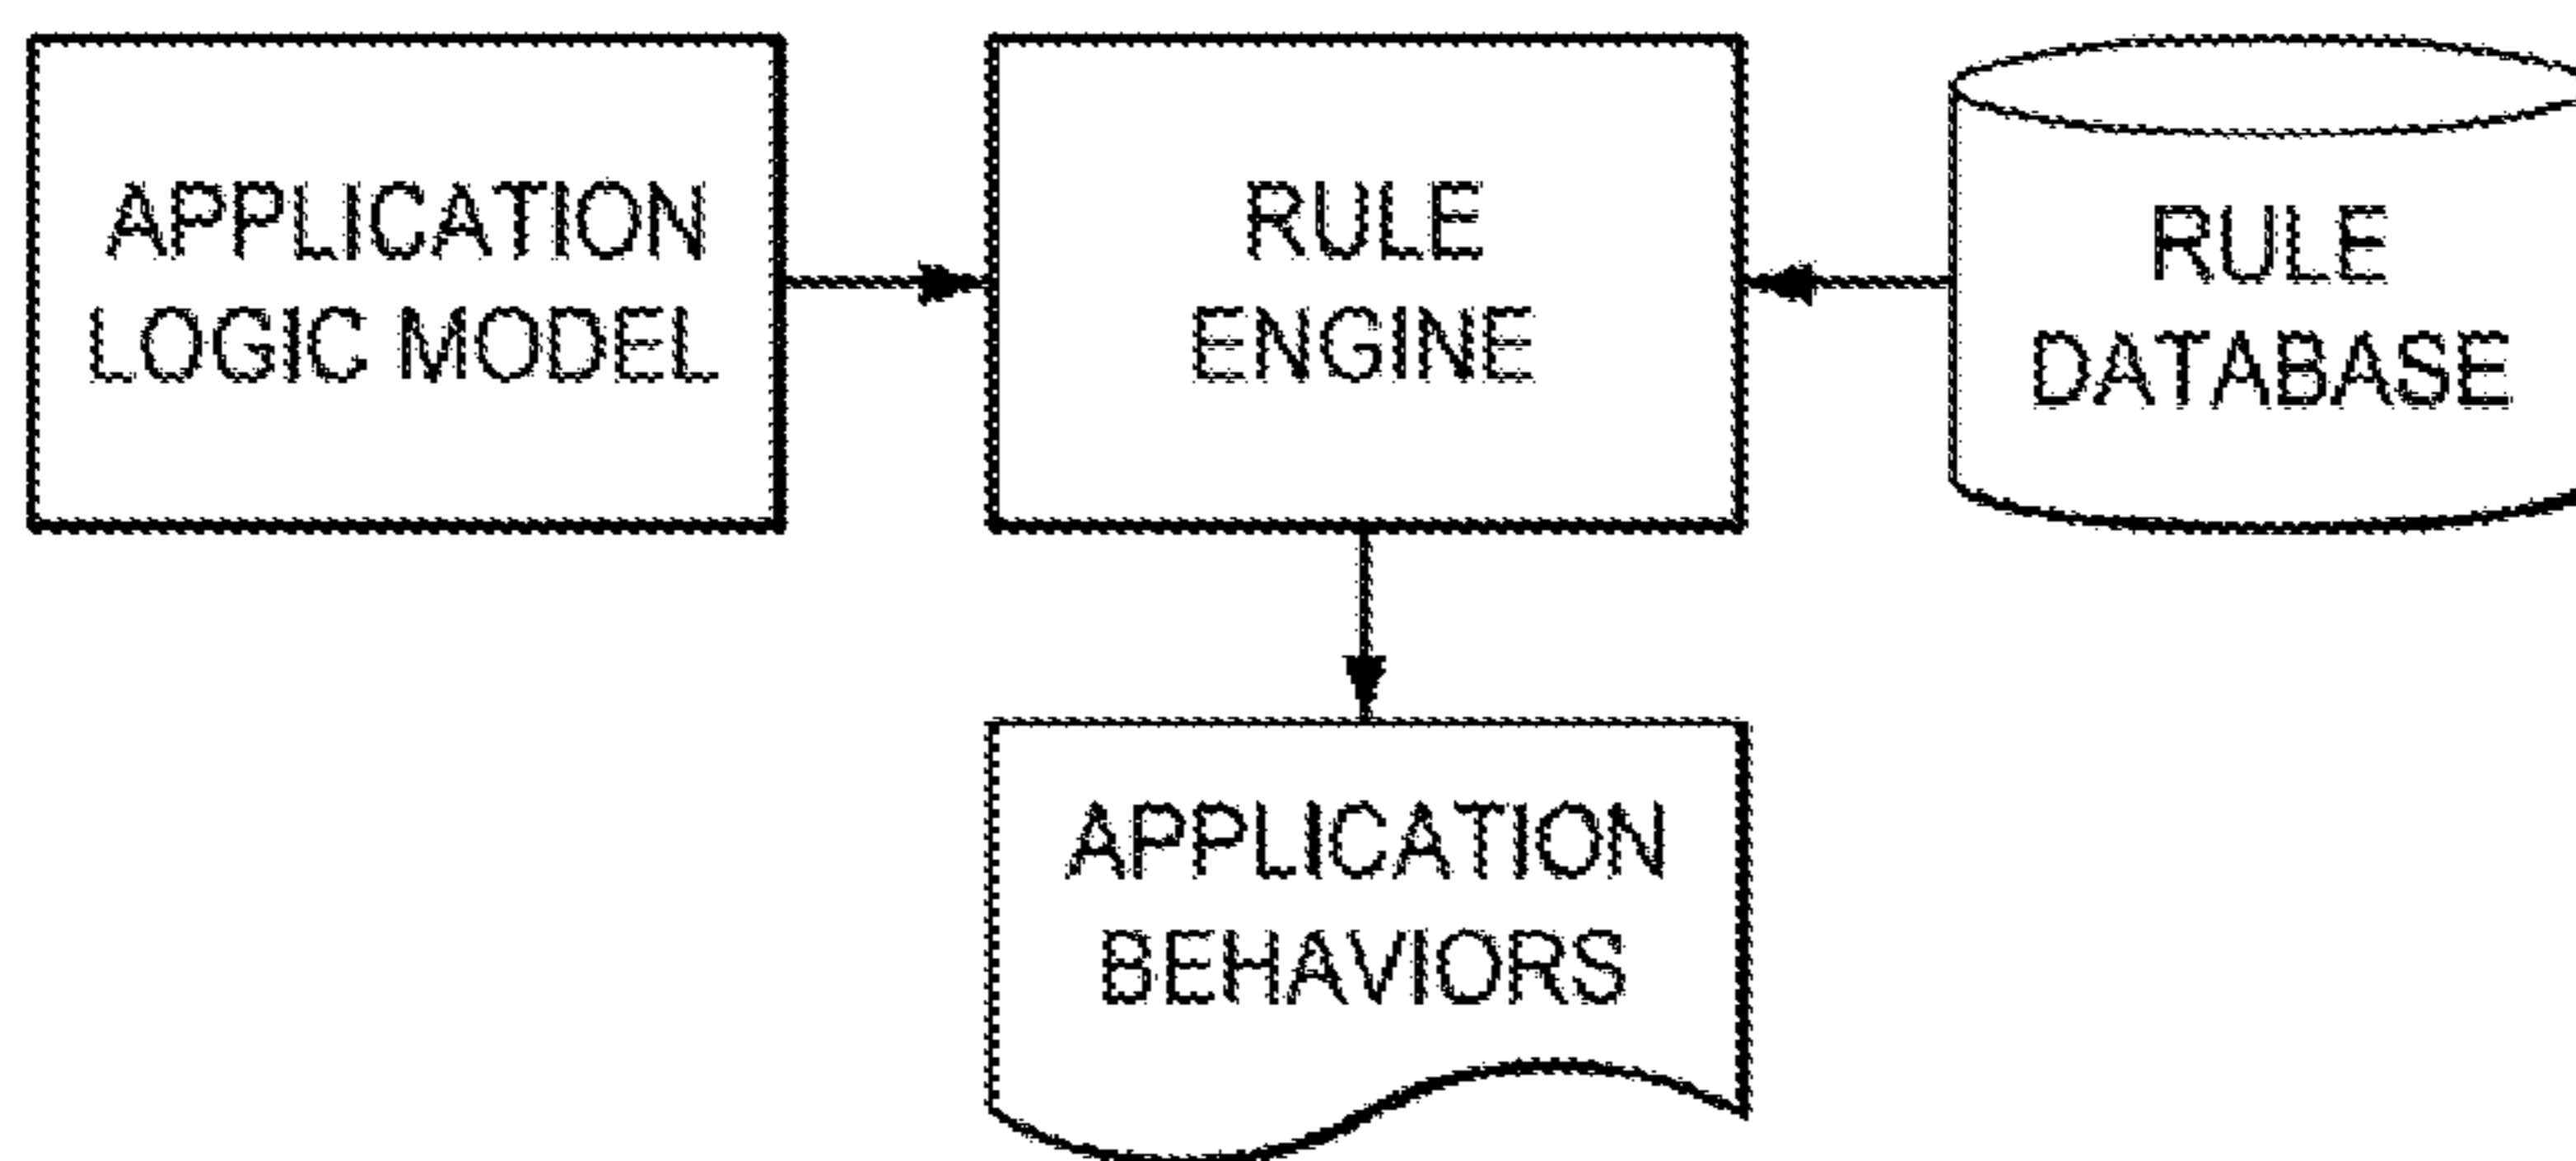 APPLICATION
LOGIC MODEL
RULE
ENGINE
RULE
DATABASE
APPLICATION
BEHAVIORS